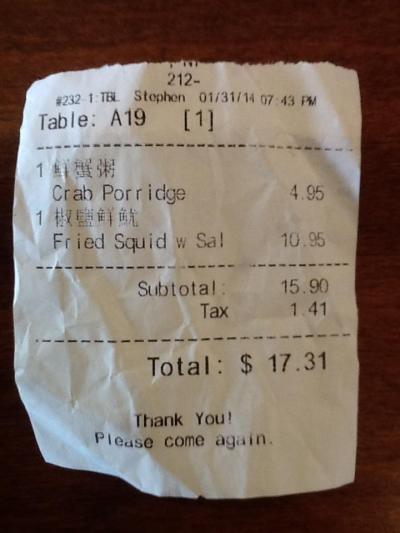 212-
#232-1:TBL Stephen 01/31/14 07:43 PM
Table: A19 [1]
1 鮮蟹粥
Crab Porridge 4.95
1 椒鹽鮮魷
Fried Squid w Sal 10.95
Subtotal: 15.90
Tax 1.41
Total: $ 17.31
Thank You!
Please come again.